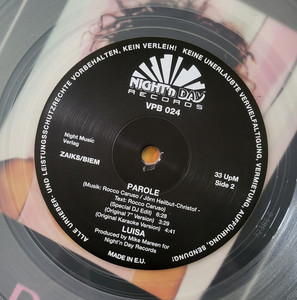 ALLE URHEBER- UND LEISTUNGSSCHUTZRECHTE VORBEHALTEN, KEIN VERLEIH! KEINE UNERLAUBTE VERVIELFÄLTIGUNG, VERMIETUNG, AUFFÜHRUNG, SENDUNG!
NIGHT'n DAY
RECORDS
VPB 024
Night Music
Verlag
ZAIKS/BIEM
33 UpM
Side 2
PAROLE
(Musik: Rocco Caruso / Jörn Heilbut-Christof -
Text: Rocco Caruso)
(Special DJ Edit) 6:51
(Original 7" Version) 3:29
(Original Karaoke Version) 4:41
LUISA
Produced by Mike Mareen for
Night'n Day Records
MADE IN E.U.